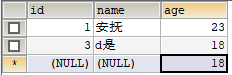 id name age
1 安抚 23
3 d是 18
* (NULL) (NULL) 18